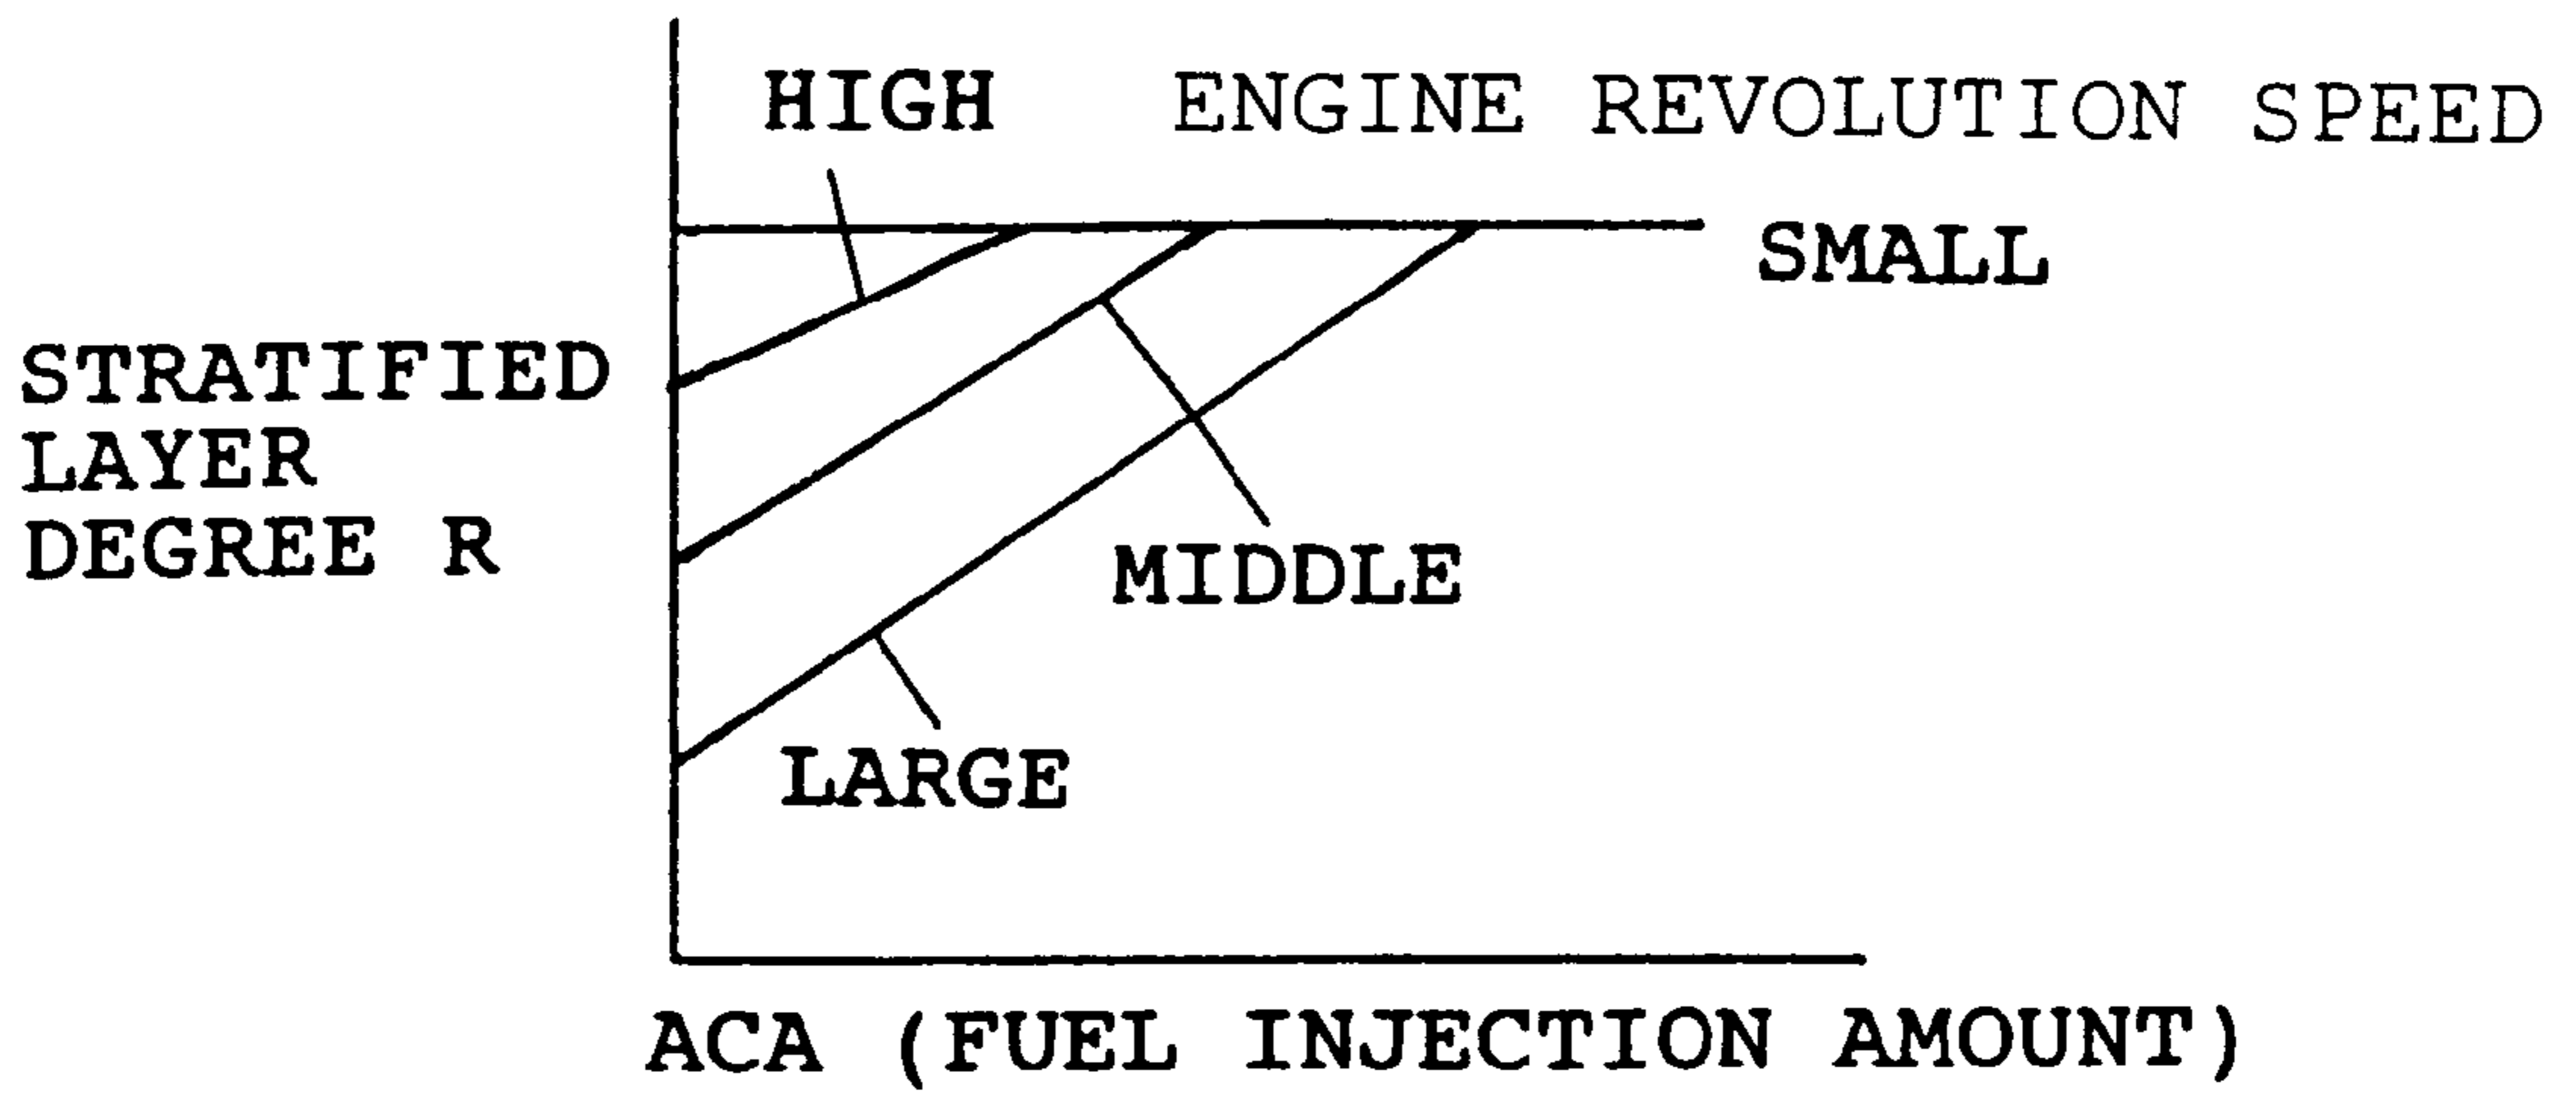 HIGH ENGINE REVOLUTION SPEED
SMALL
STRATIFIED
LAYER
DEGREE R
MIDDLE
LARGE
ACA (FUEL INJECTION AMOUNT)